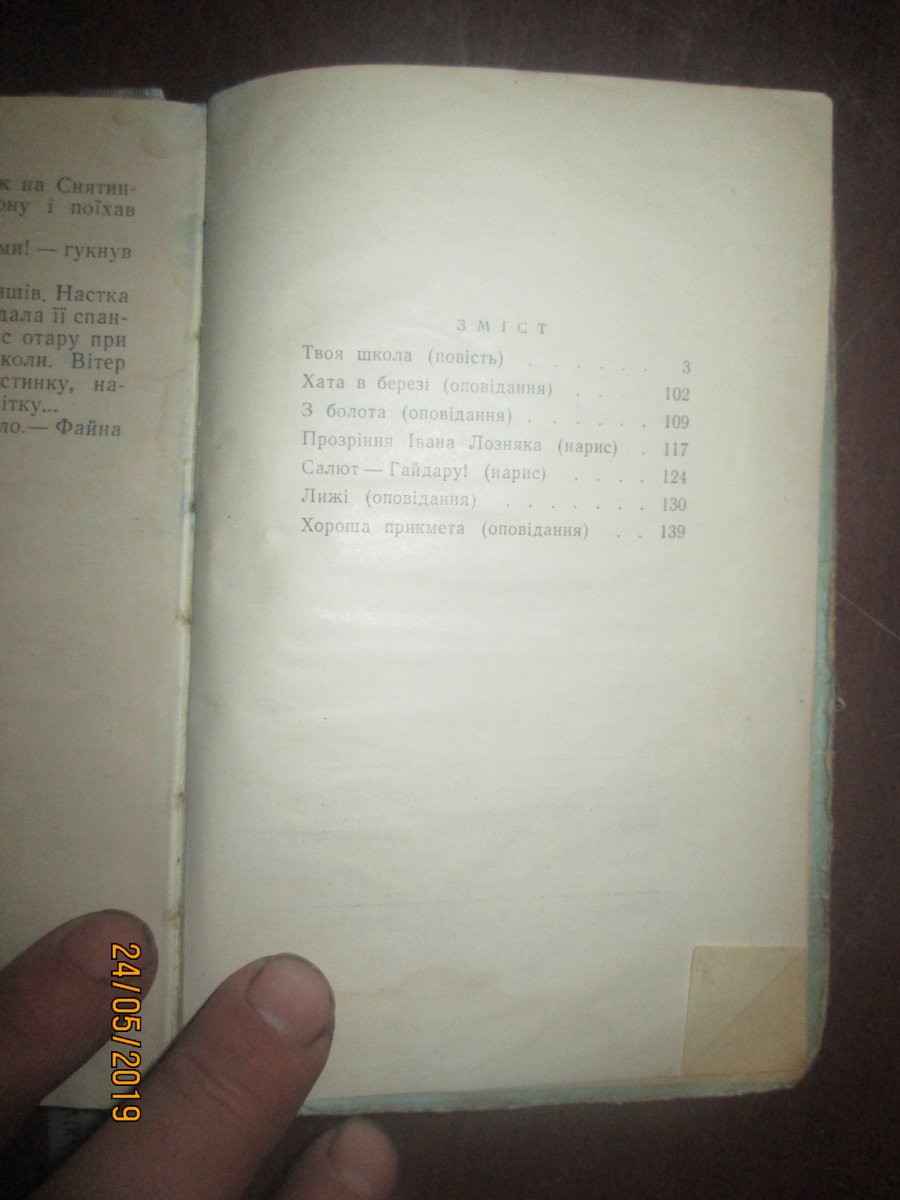 к на Снятин-
ону і поїхав
ми! — гукнув
ишів. Настка
дала її спан-
с отару при
коли. Вітер
стинку, на-
ітку...
ло.— Файна
ЗМІСТ
Твоя школа (повість) . . . . . . 3
Хата в березі (оповідання) . . . . 102
З болота (оповідання) . . . . . . 109
Прозріння Івана Лозняка (нарис) . 117
Салют — Гайдару! (нарис) . . . . 124
Лижі (оповідання) . . . . . . . 130
Хороша прикмета (оповідання) . . 139
24/05/2019